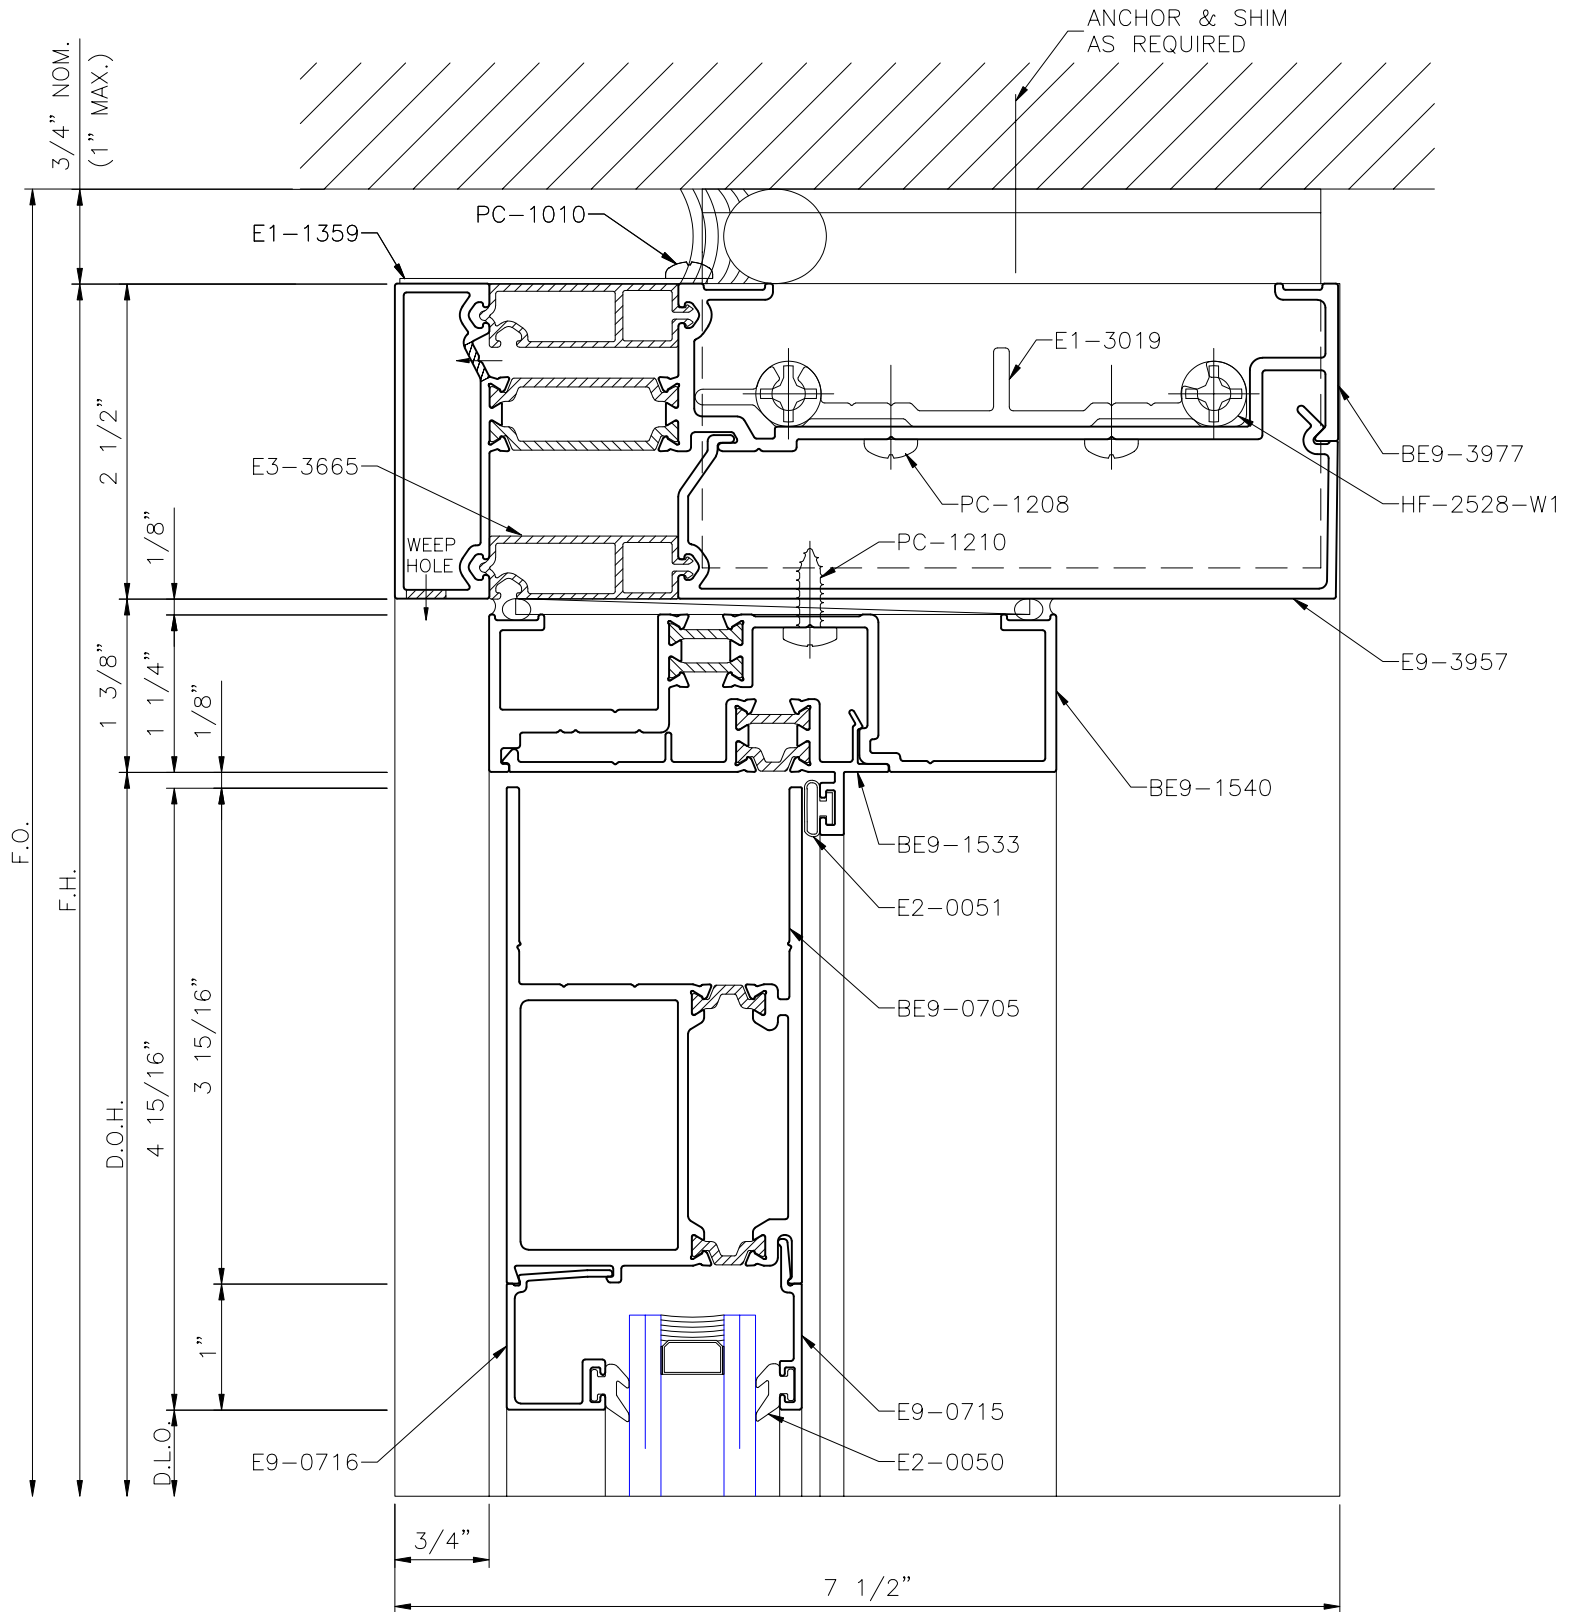 ANCHOR & SHIM
AS REQUIRED
3/4" NOM.
(1" MAX.)
PC-1010
E1-1359
E1-3019
2 1/2"
BE9-3977
E3-3665
PC-1208
HF-2528-W1
1/8"
WEEP
HOLE
PC-1210
1 3/8"
1 1/4"
1/8"
E9-3957
BE9-1540
F.O.
F.H.
BE9-1533
E2-0051
D.O.H.
4 15/16"
3 15/16"
BE9-0705
1"
E9-0715
D.L.O.
E9-0716
E2-0050
3/4"
7 1/2"